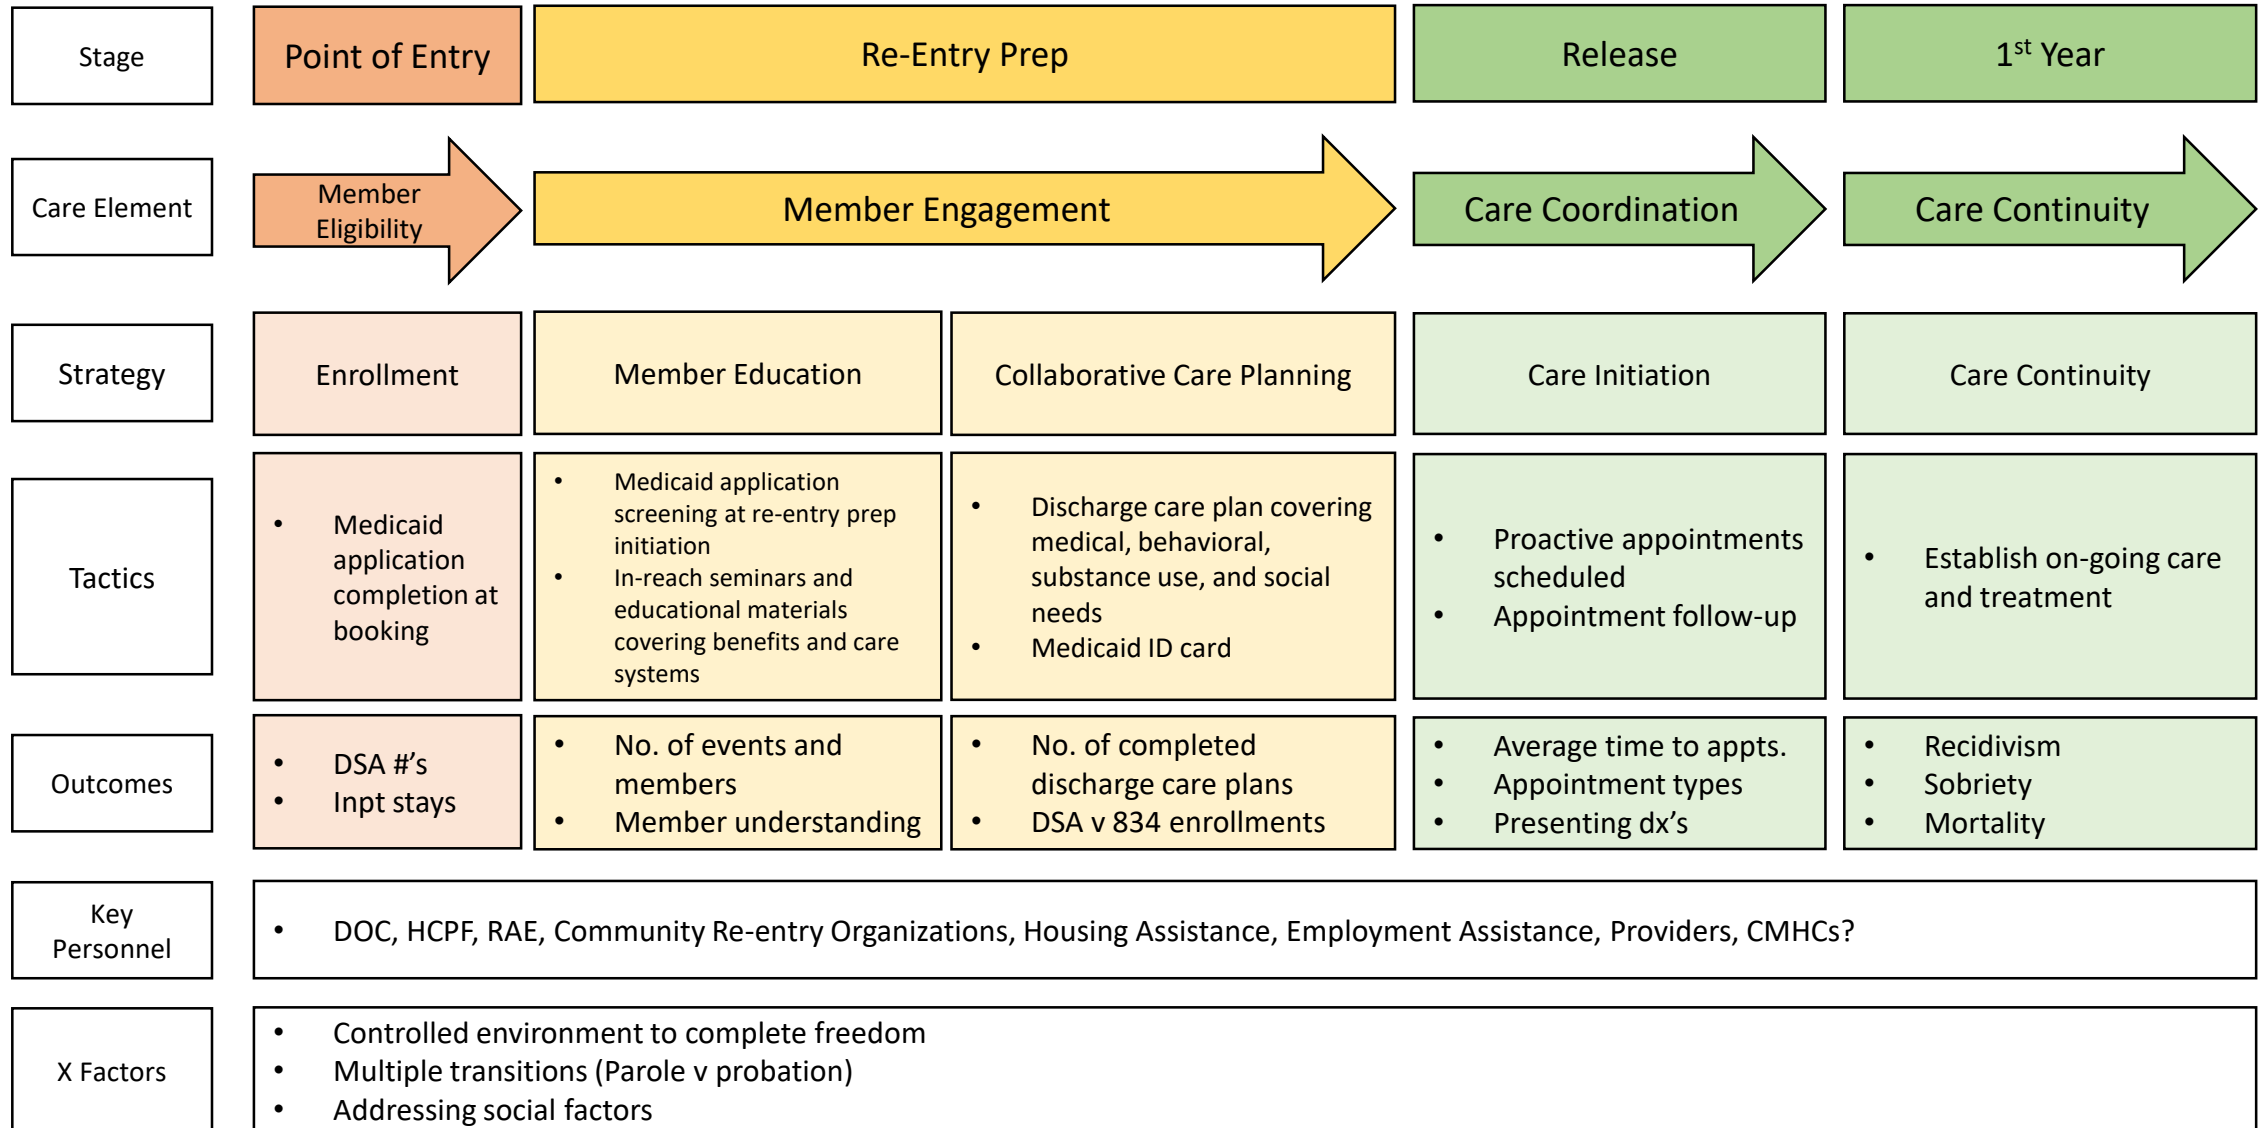 Stage
Point of Entry
Re-Entry Prep
Release
1st Year
Care Element
Member
Eligibility
Member Engagement
Care Coordination
Care Continuity
Strategy
Enrollment
Member Education
Collaborative Care Planning
Care Initiation
Care Continuity
Tactics
• Medicaid
application
completion at
booking
• Medicaid application
screening at re-entry prep
initiation
• In-reach seminars and
educational materials
covering benefits and care
systems
• Discharge care plan covering
medical, behavioral,
substance use, and social
needs
• Medicaid ID card
• Proactive appointments
scheduled
• Appointment follow-up
• Establish on-going care
and treatment
Outcomes
• DSA #’s
• Inpt stays
• No. of events and
members
• Member understanding
• No. of completed
discharge care plans
• DSA v 834 enrollments
• Average time to appts.
• Appointment types
• Presenting dx’s
• Recidivism
• Sobriety
• Mortality
Key
Personnel
• DOC, HCPF, RAE, Community Re-entry Organizations, Housing Assistance, Employment Assistance, Providers, CMHCs?
X Factors
• Controlled environment to complete freedom
• Multiple transitions (Parole v probation)
• Addressing social factors